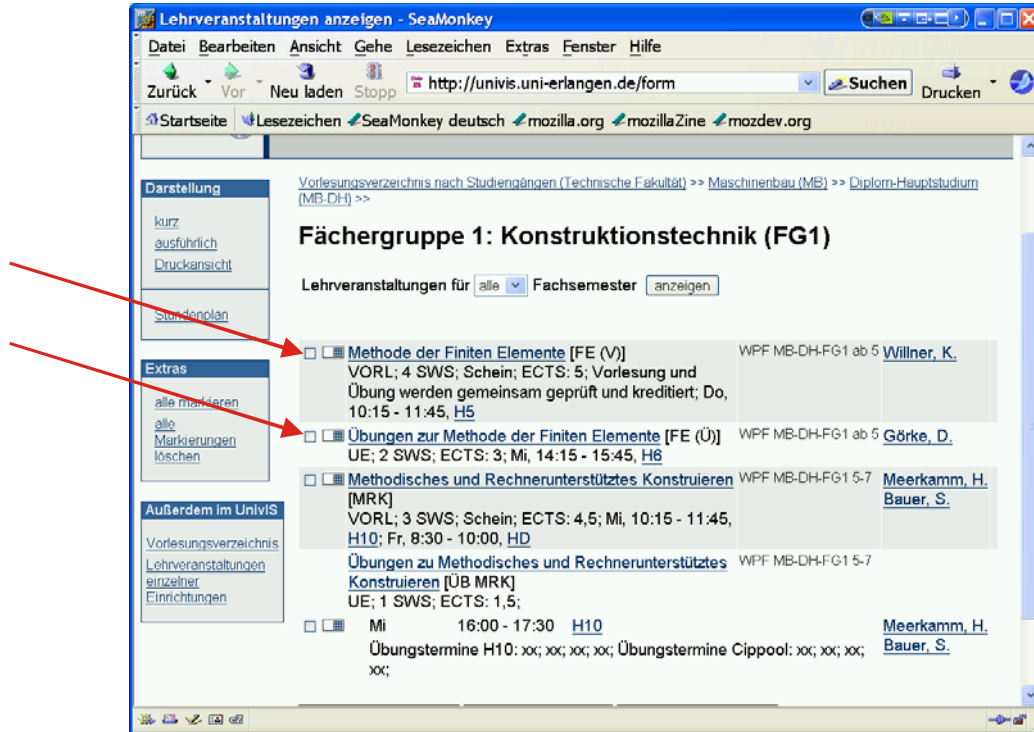 Lehrveranstaltungen anzeigen - SeaMonkey
Datei Bearbeiten Ansicht Gehe Lesezeichen Extras Fenster Hilfe
Zurück Vor Neu laden Stopp http://univis.uni-erlangen.de/form Suchen Drucken
Startseite Lesezeichen SeaMonkey deutsch mozilla.org mozillaZine mozdev.org
Darstellung
kurz
ausführlich
Druckansicht
Stundenplan
Extras
alle markieren
alle
Markierungen
löschen
Außerdem im UnivIS
Vorlesungsverzeichnis
Lehrveranstaltungen
einzelner
Einrichtungen
Vorlesungsverzeichnis nach Studiengängen (Technische Fakultät) >> Maschinenbau (MB) >> Diplom-Hauptstudium
(MB-DH) >>
Fächergruppe 1: Konstruktionstechnik (FG1)
Lehrveranstaltungen für alle Fachsemester anzeigen
Methode der Finiten Elemente [FE (V)] WPF MB-DH-FG1 ab 5 Willner, K.
VORL; 4 SWS; Schein; ECTS: 5; Vorlesung und
Übung werden gemeinsam geprüft und kreditiert; Do,
10:15 - 11:45, H5
Übungen zur Methode der Finiten Elemente [FE (Ü)] WPF MB-DH-FG1 ab 5 Görke, D.
UE; 2 SWS; ECTS: 3; Mi, 14:15 - 15:45, H6
Methodisches und Rechnerunterstütztes Konstruieren WPF MB-DH-FG1 5-7 Meerkamm, H.
[MRK] Bauer, S.
VORL; 3 SWS; Schein; ECTS: 4,5; Mi, 10:15 - 11:45,
H10; Fr, 8:30 - 10:00, HD
Übungen zu Methodisches und Rechnerunterstütztes WPF MB-DH-FG1 5-7
Konstruieren [ÜB MRK]
UE; 1 SWS; ECTS: 1,5;
Mi 16:00 - 17:30 H10 Meerkamm, H.
Übungstermine H10: xx; xx; xx; xx; Übungstermine Cippool: xx; xx; xx; Bauer, S.
xx;